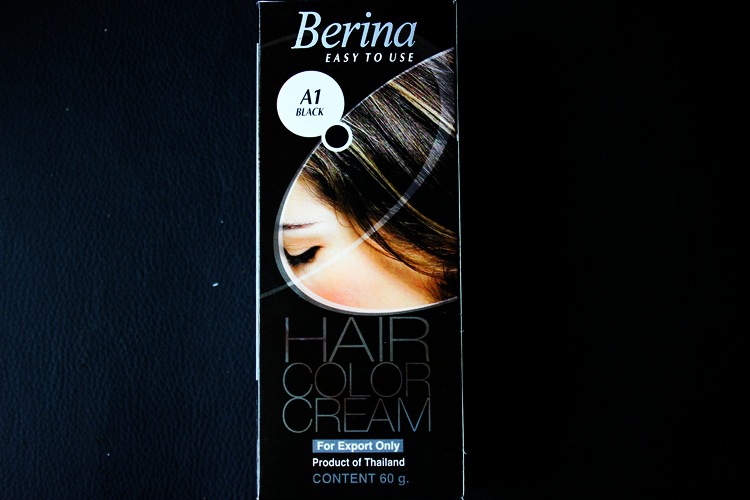 Berina
EASY TO USE
A1
BLACK
HAIR
COLOR
CREAM
For Export Only
Product of Thailand
CONTENT 60 g.